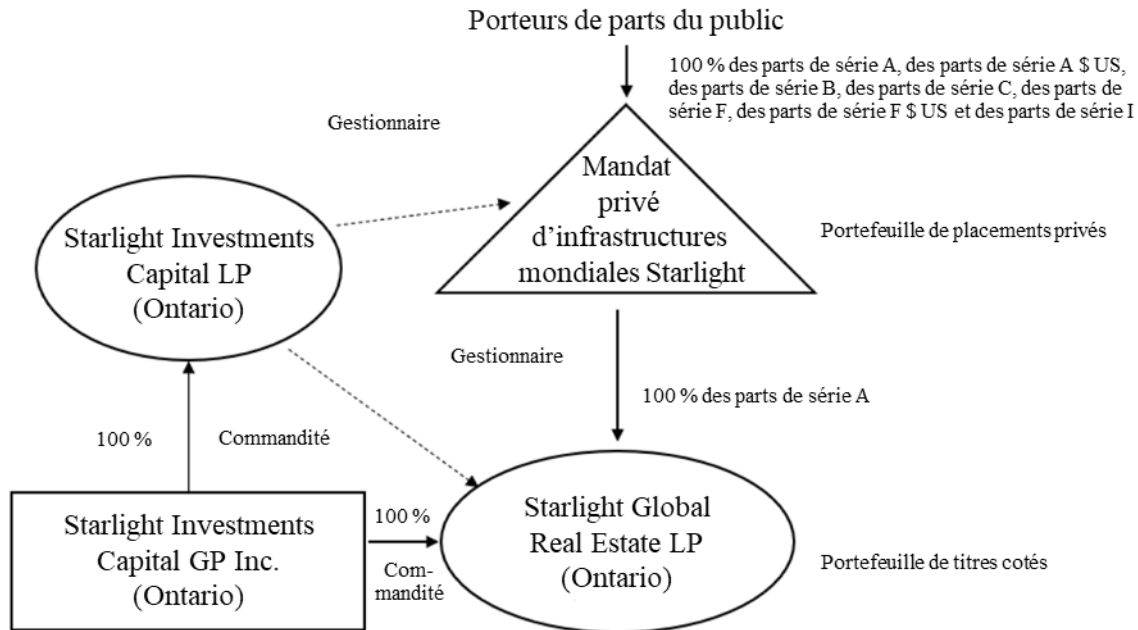 Porteurs de parts du public
100 % des parts de série A, des parts de série A $ US,
des parts de série B, des parts de série C, des parts de
série F, des parts de série F $ US et des parts de série I
Gestionnaire
Mandat
privé
d’infrastructures
mondiales Starlight
Starlight Investments
Capital LP
(Ontario)
Portefeuille de placements privés
Gestionnaire
100 % des parts de série A
100 %
Commandité
Starlight Investments
Capital GP Inc.
(Ontario)
100 %
Com-
mandité
Starlight Global
Real Estate LP
(Ontario)
Portefeuille de titres cotés